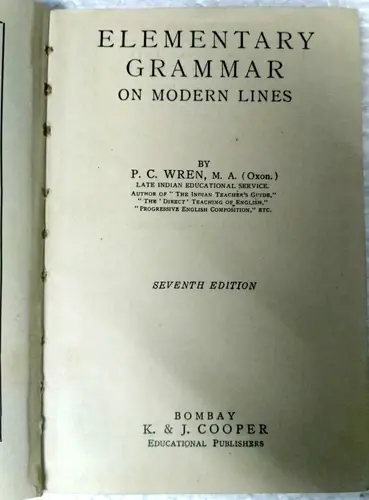 ELEMENTARY
GRAMMAR
ON MODERN LINES
BY
P. C. WREN, M. A. (Oxon.)
LATE INDIAN EDUCATIONAL SERVICE.
AUTHOR OF " THE INDIAN TEACHER'S GUIDE,"
" THE ' DIRECT ' TEACHING OF ENGLISH,"
" PROGRESSIVE ENGLISH COMPOSITION," ETC.
SEVENTH EDITION
BOMBAY
K. & J. COOPER
EDUCATIONAL PUBLISHERS